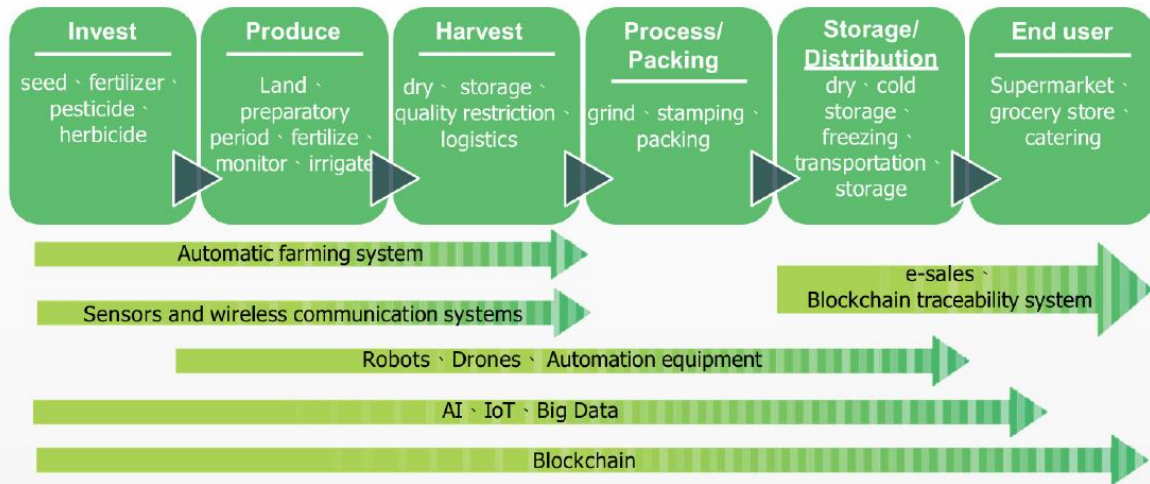 Invest
seed、fertilizer、
pesticide、
herbicide
Produce
Land、
preparatory
period、fertilize、
monitor、irrigate
Harvest
dry、storage、
quality restriction、
logistics
Process/
Packing
grind、stamping、
packing
Storage/
Distribution
dry、cold
storage、
freezing、
transportation、
storage
End user
Supermarket、
grocery store、
catering
Automatic farming system
e-sales、
Blockchain traceability system
Sensors and wireless communication systems
Robots、Drones、Automation equipment
AI、IoT、Big Data
Blockchain